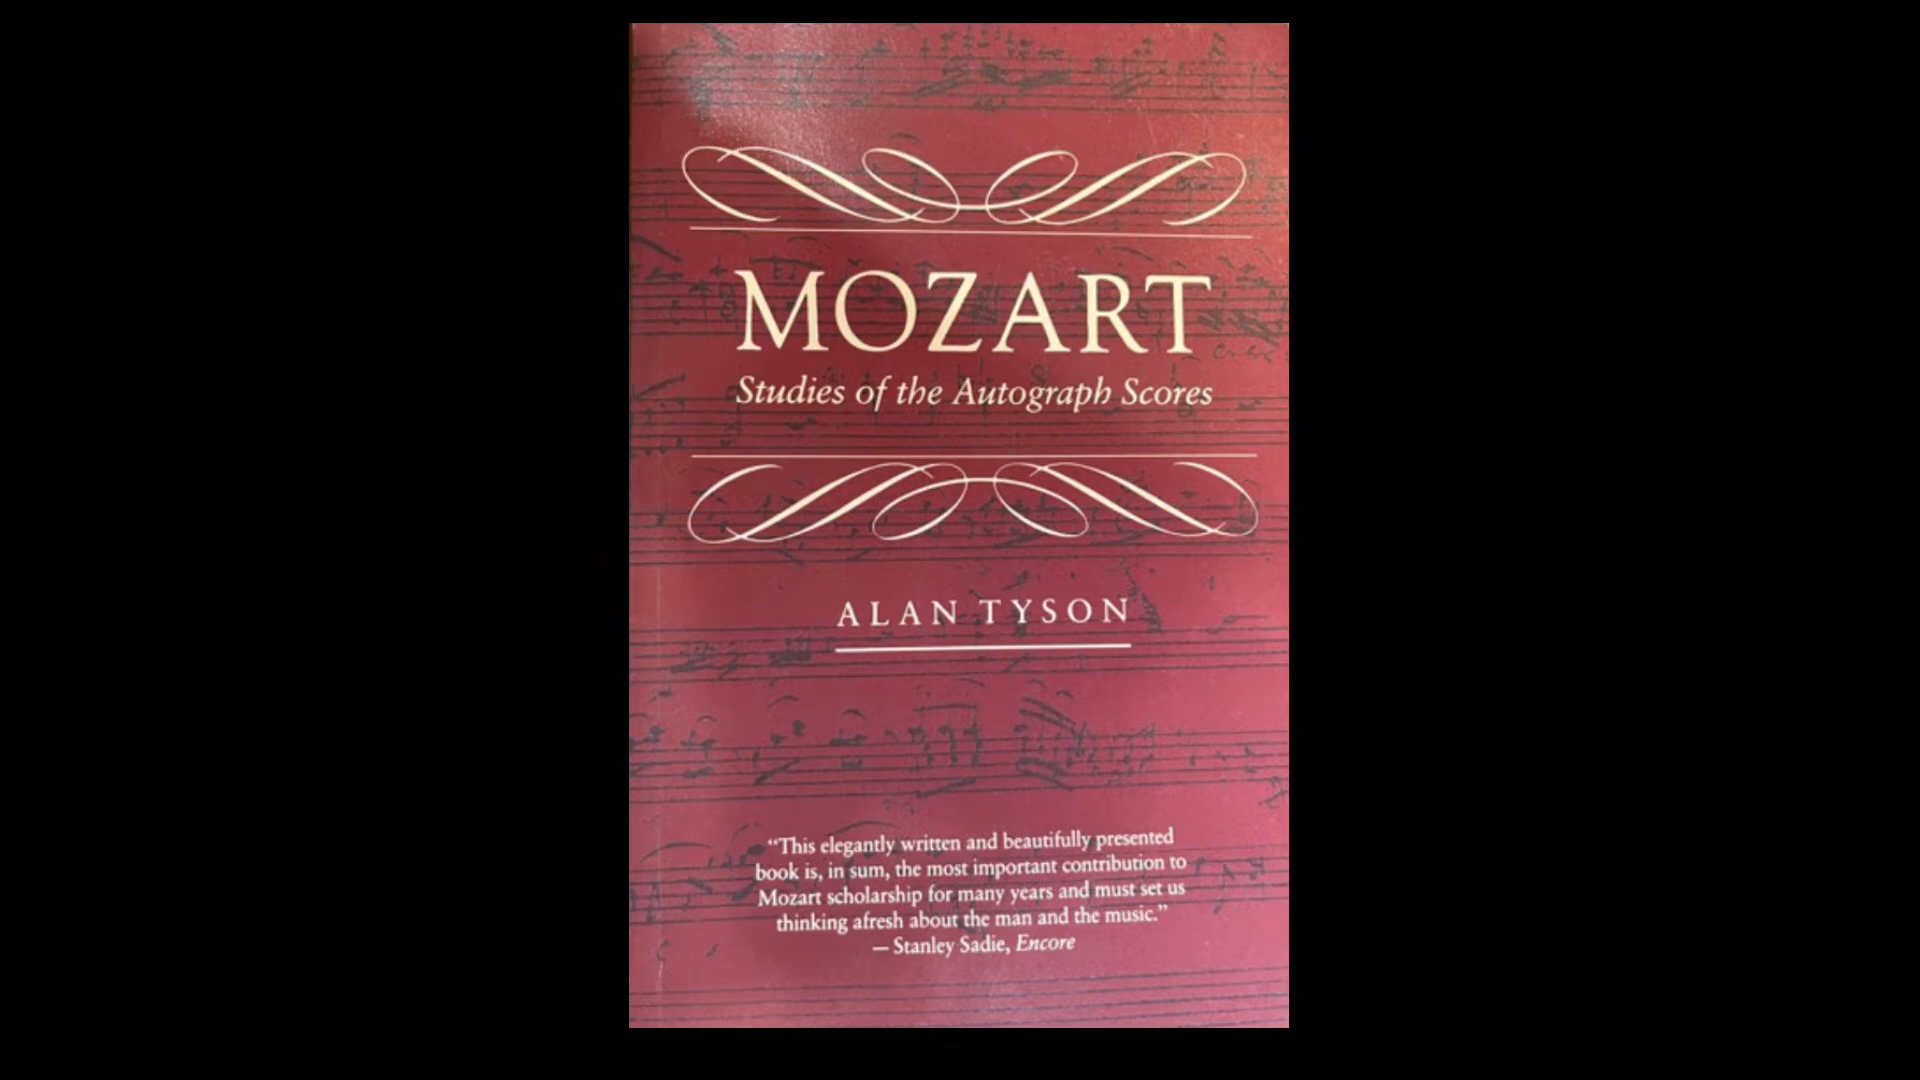 MOZART
Studies of the Autograph Scores
ALAN TYSON
“This elegantly written and beautifully presented
book is, in sum, the most important contribution to
Mozart scholarship for many years and must set us
thinking afresh about the man and the music.”
— Stanley Sadie, Encore